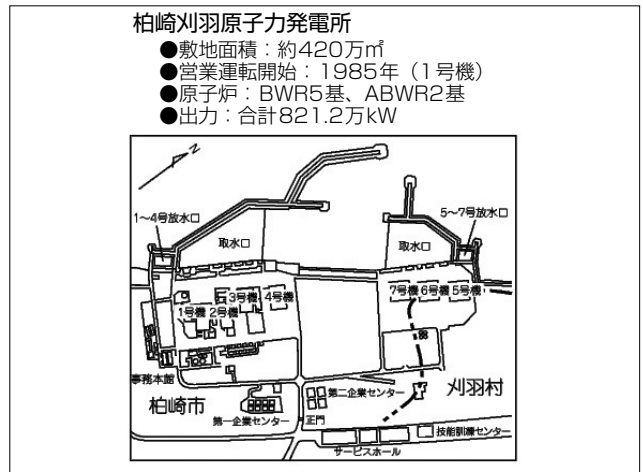 柏崎刈羽原子力発電所
●敷地面積：約420万㎡
●営業運転開始：1985年（1号機）
●原子炉：BWR5基、ABWR2基
●出力：合計821.2万kW
N
1～4号放水口
5～7号放水口
取水口
取水口
3号機 4号機
7号機 6号機 5号機
1号機 2号機
事務本館
第二企業センター
刈羽村
柏崎市
第一企業センター
正門
技能訓練センター
サービスホール